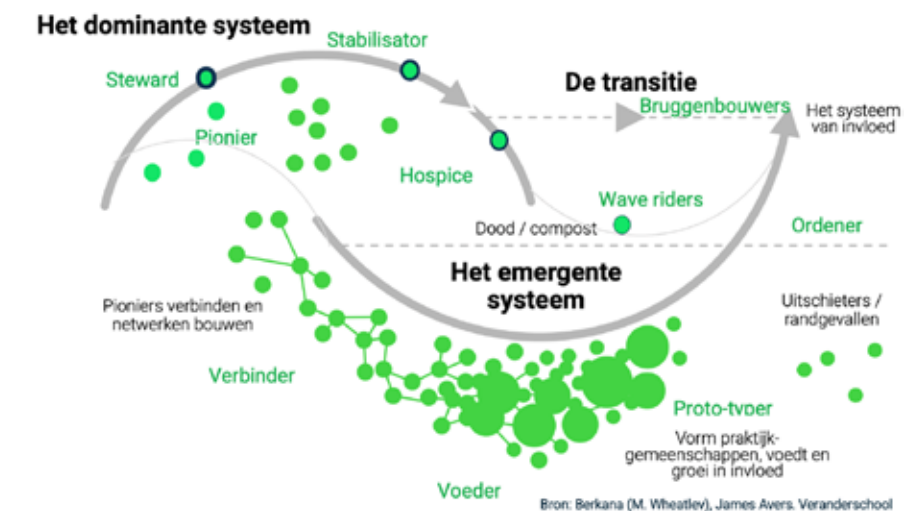 Het dominante systeem
Stabilisator
Steward
De transitie
Bruggenbouwers
Het systeem
van invloed
Pionier
Hospice
Wave riders
Dood / compost
Ordener
Het emergente
systeem
Pioniers verbinden en
netwerken bouwen
Uitschieters /
randgevallen
Verbinder
Proto-typer
Vorm praktijk-
gemeenschappen, voedt en
groei in invloed
Voeder
Bron: Berkana (M. Wheatley), James Ayers. Veranderschool